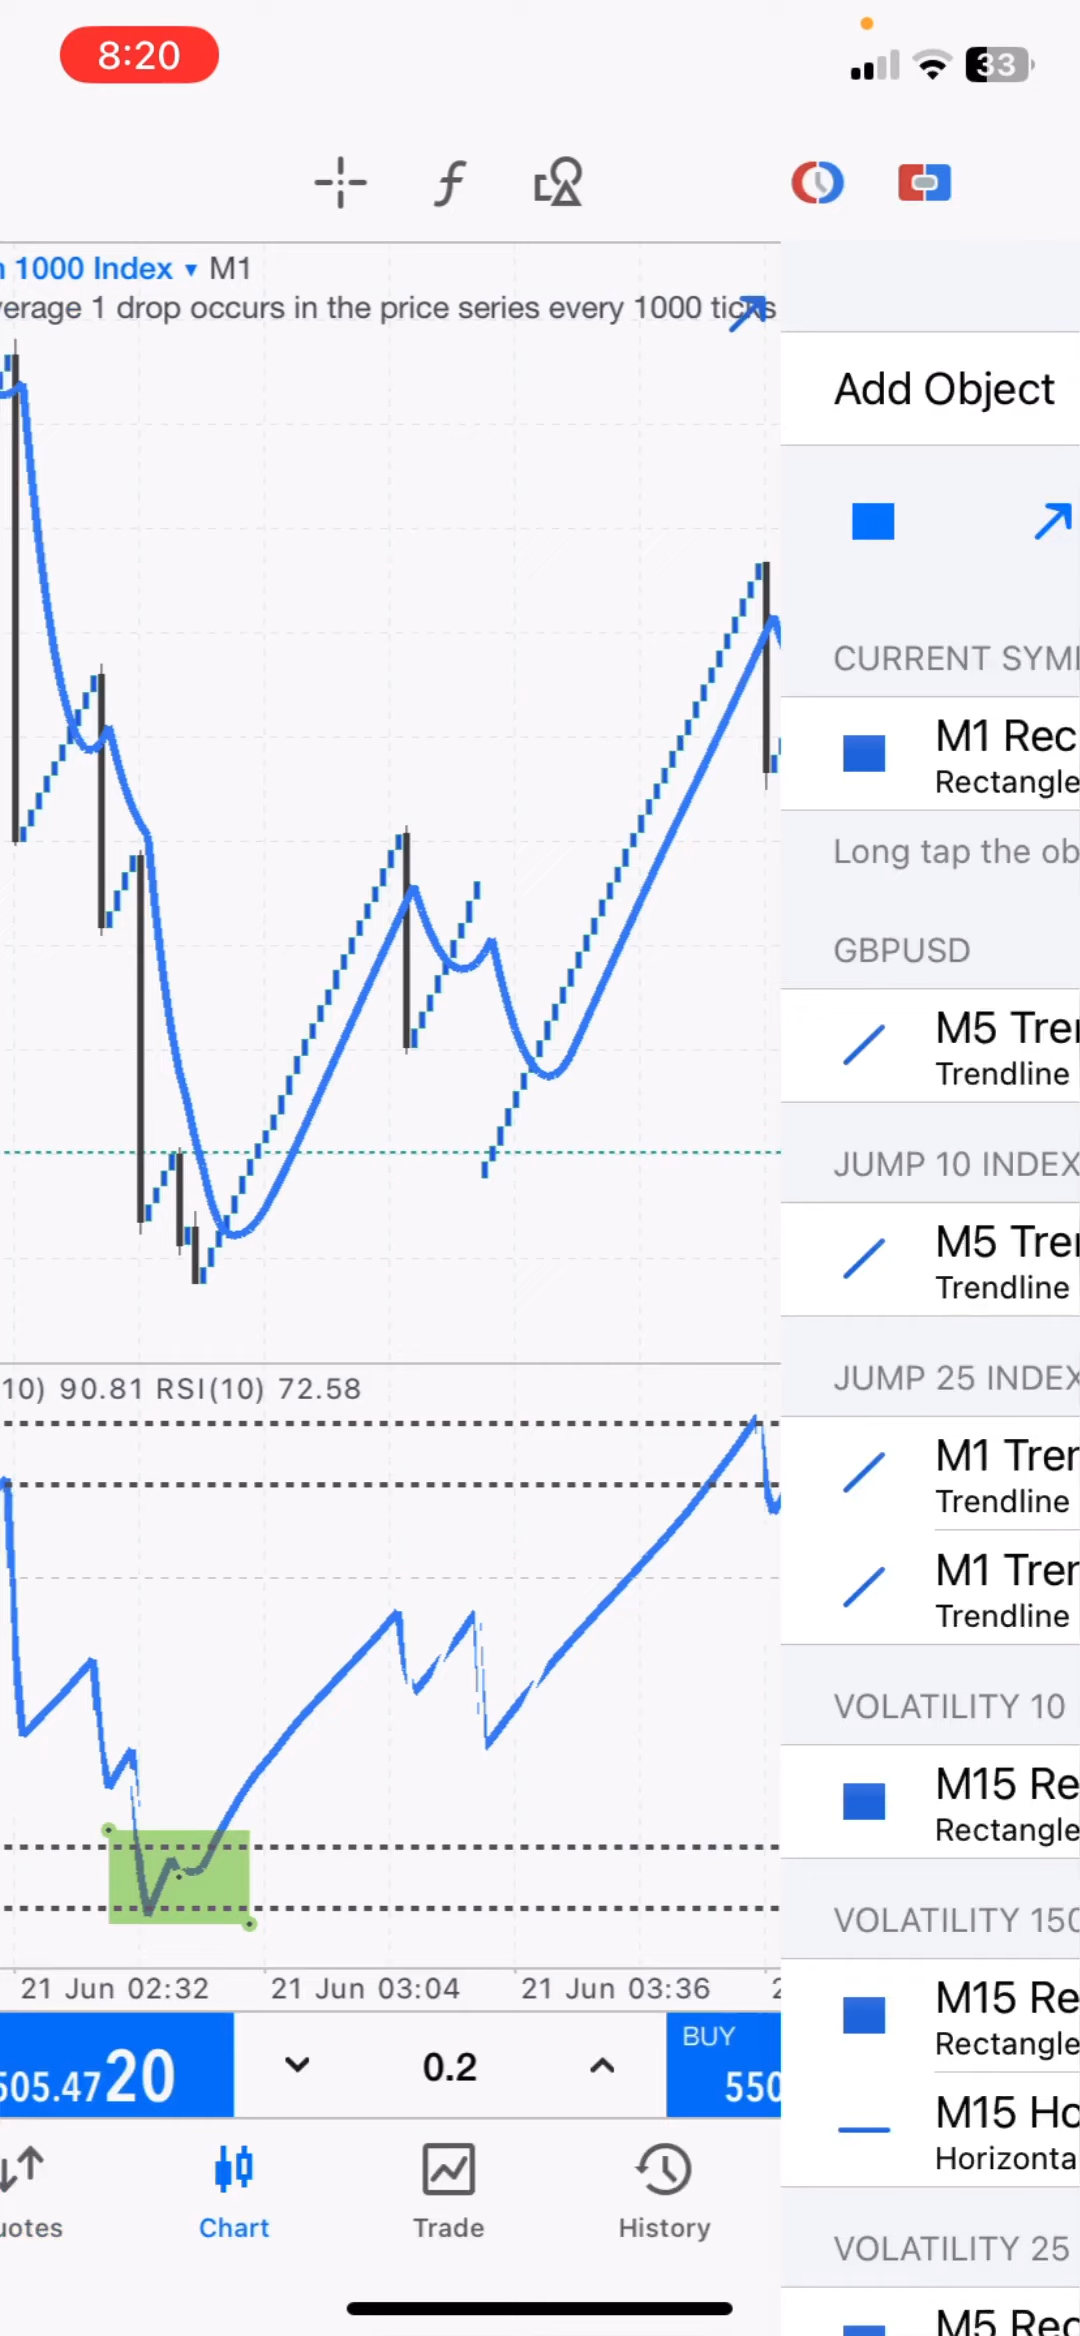 8:20
33
1000 Index ▾ M1
verage 1 drop occurs in the price series every 1000 ticks
Add Object
CURRENT SYM
M1 Rec
Rectangle
Long tap the ob
GBPUSD
M5 Tre
Trendline
JUMP 10 INDEX
M5 Tre
Trendline
JUMP 25 INDEX
M1 Tre
Trendline
M1 Tre
Trendline
VOLATILITY 10
M15 Re
Rectangle
VOLATILITY 150
M15 Re
Rectangle
M15 Ho
Horizonta
VOLATILITY 25
M5 Rec
10) 90.81 RSI(10) 72.58
21 Jun 02:32 21 Jun 03:04 21 Jun 03:36 2
505.4720
0.2
BUY
550
uotes
Chart
Trade
History